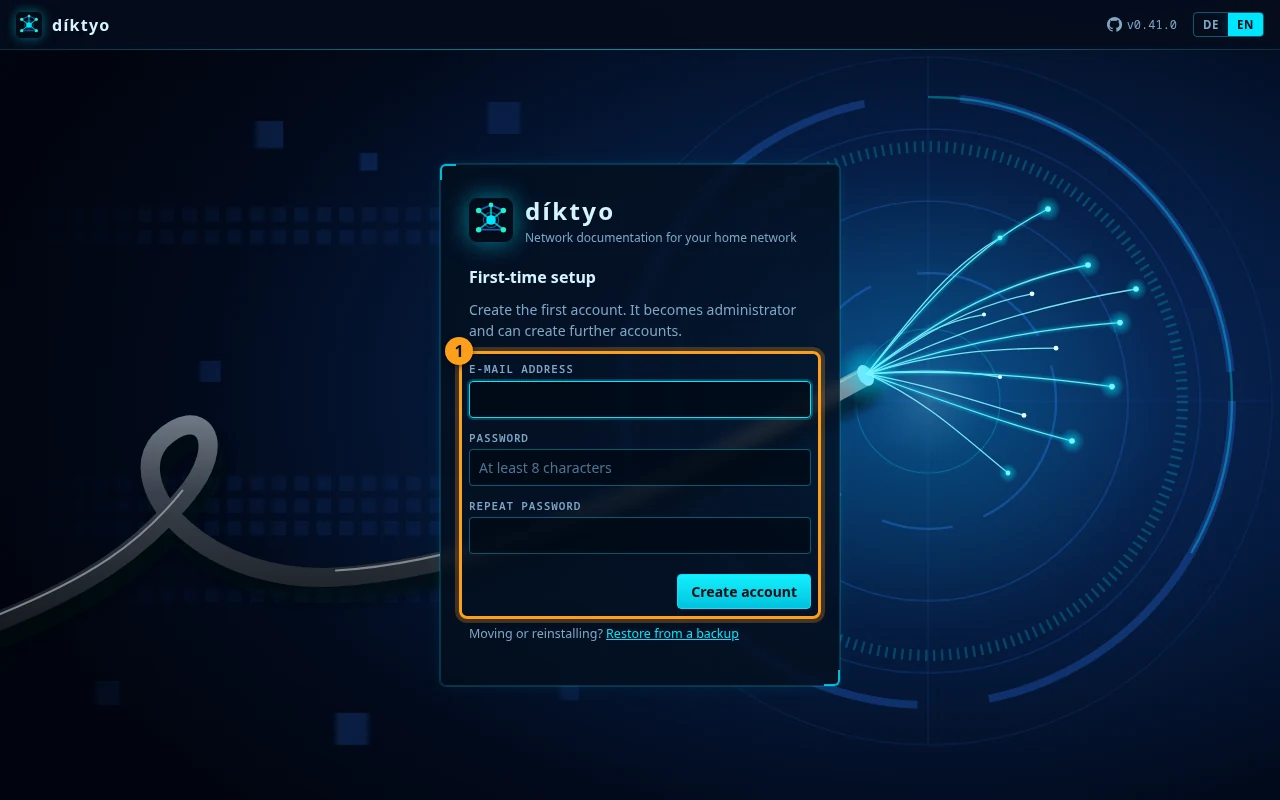 díktyo
v0.41.0
DE EN
díktyo
Network documentation for your home network
First-time setup
Create the first account. It becomes administrator
and can create further accounts.
1
E-MAIL ADDRESS
PASSWORD
At least 8 characters
REPEAT PASSWORD
Create account
Moving or reinstalling? Restore from a backup